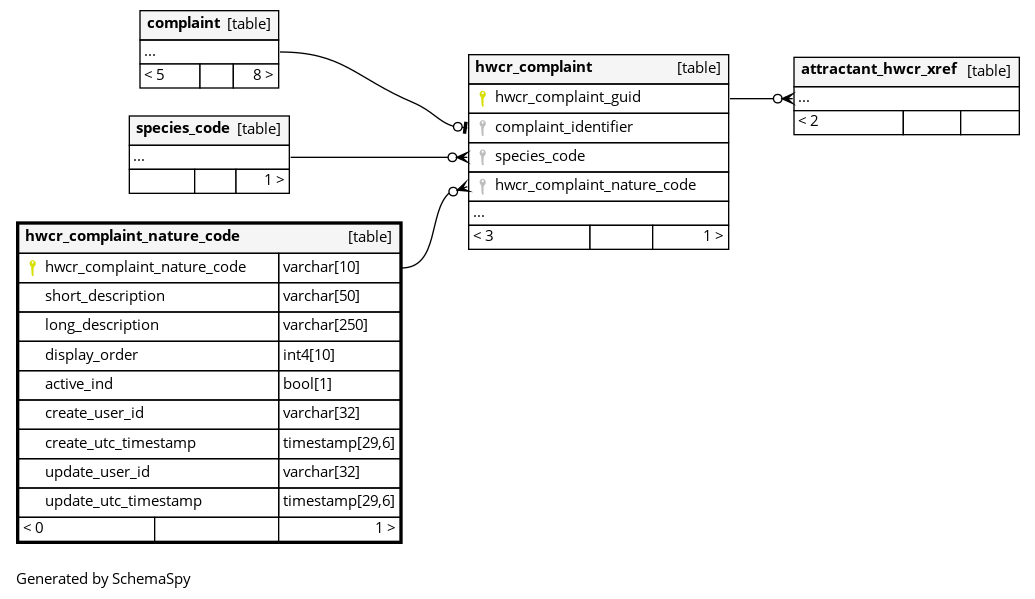 complaint [table]
...
< 5 8 >
species_code [table]
...
1 >
hwcr_complaint_nature_code [table]
hwcr_complaint_nature_code varchar[10]
short_description varchar[50]
long_description varchar[250]
display_order int4[10]
active_ind bool[1]
create_user_id varchar[32]
create_utc_timestamp timestamp[29,6]
update_user_id varchar[32]
update_utc_timestamp timestamp[29,6]
< 0 1 >
hwcr_complaint [table]
hwcr_complaint_guid
complaint_identifier
species_code
hwcr_complaint_nature_code
...
< 3 1 >
attractant_hwcr_xref [table]
...
< 2
Generated by SchemaSpy